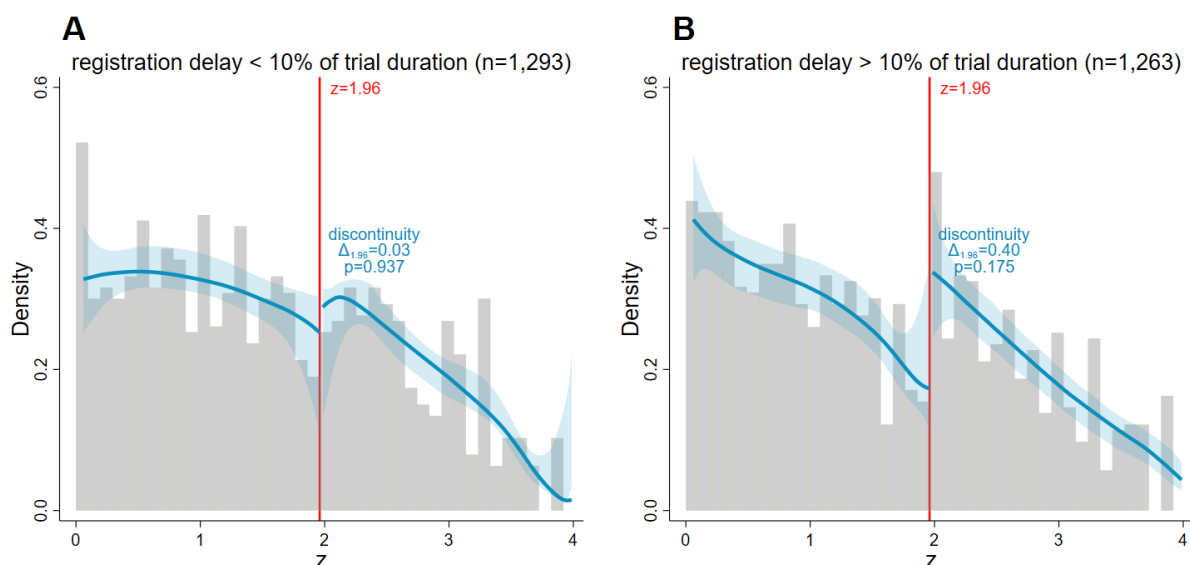 A
registration delay < 10% of trial duration (n=1,293)
z=1.96
discontinuity
Δ1.96=0.03
p=0.937
Density
0.0
0.2
0.4
0.6
0
1
2
3
4
z
B
registration delay > 10% of trial duration (n=1,263)
z=1.96
discontinuity
Δ1.96=0.40
p=0.175
Density
0.0
0.2
0.4
0.6
0
1
2
3
4
z